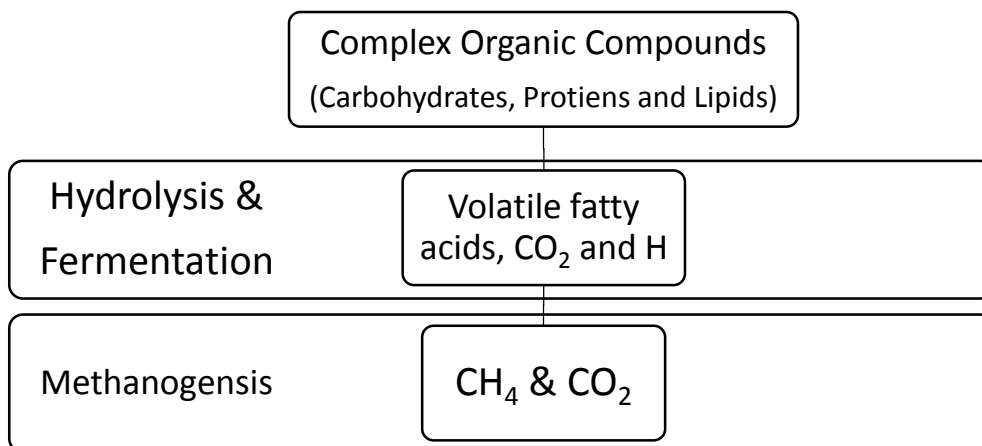 Complex Organic Compounds
(Carbohydrates, Protiens and Lipids)
Hydrolysis &
Fermentation
Volatile fatty
acids, CO₂ and H
Methanogensis
CH₄ & CO₂